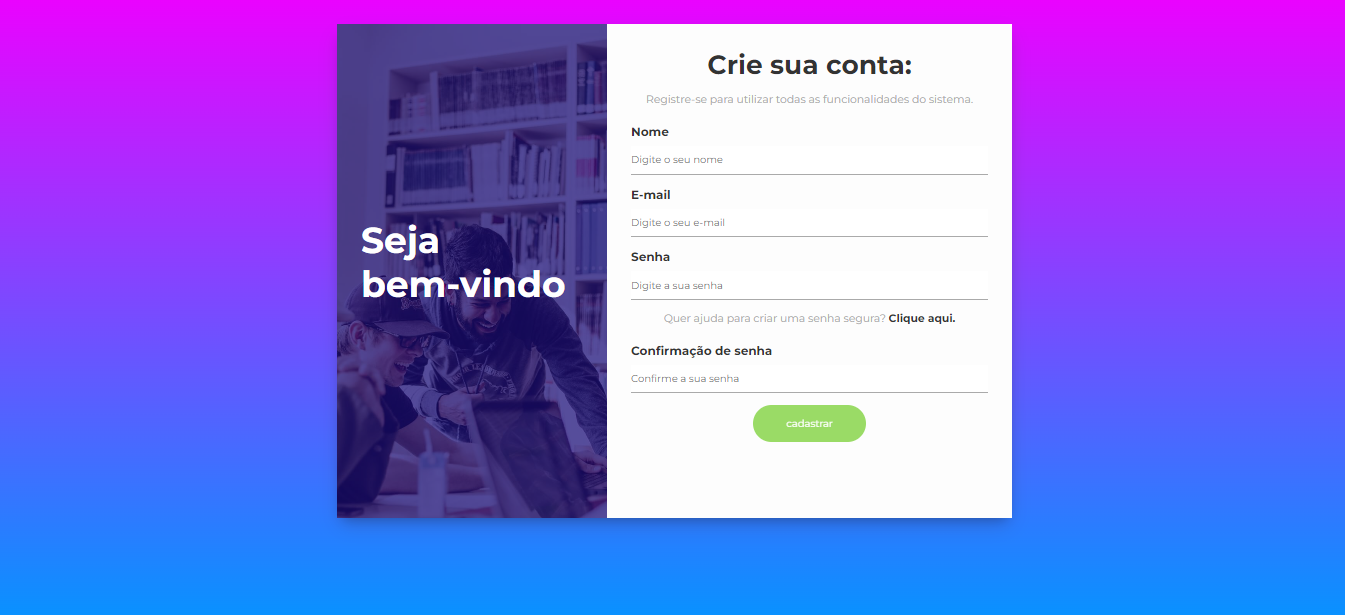 Seja
bem-vindo
Crie sua conta:
Registre-se para utilizar todas as funcionalidades do sistema.
Nome
Digite o seu nome
E-mail
Digite o seu e-mail
Senha
Digite a sua senha
Quer ajuda para criar uma senha segura? Clique aqui.
Confirmação de senha
Confirme a sua senha
cadastrar